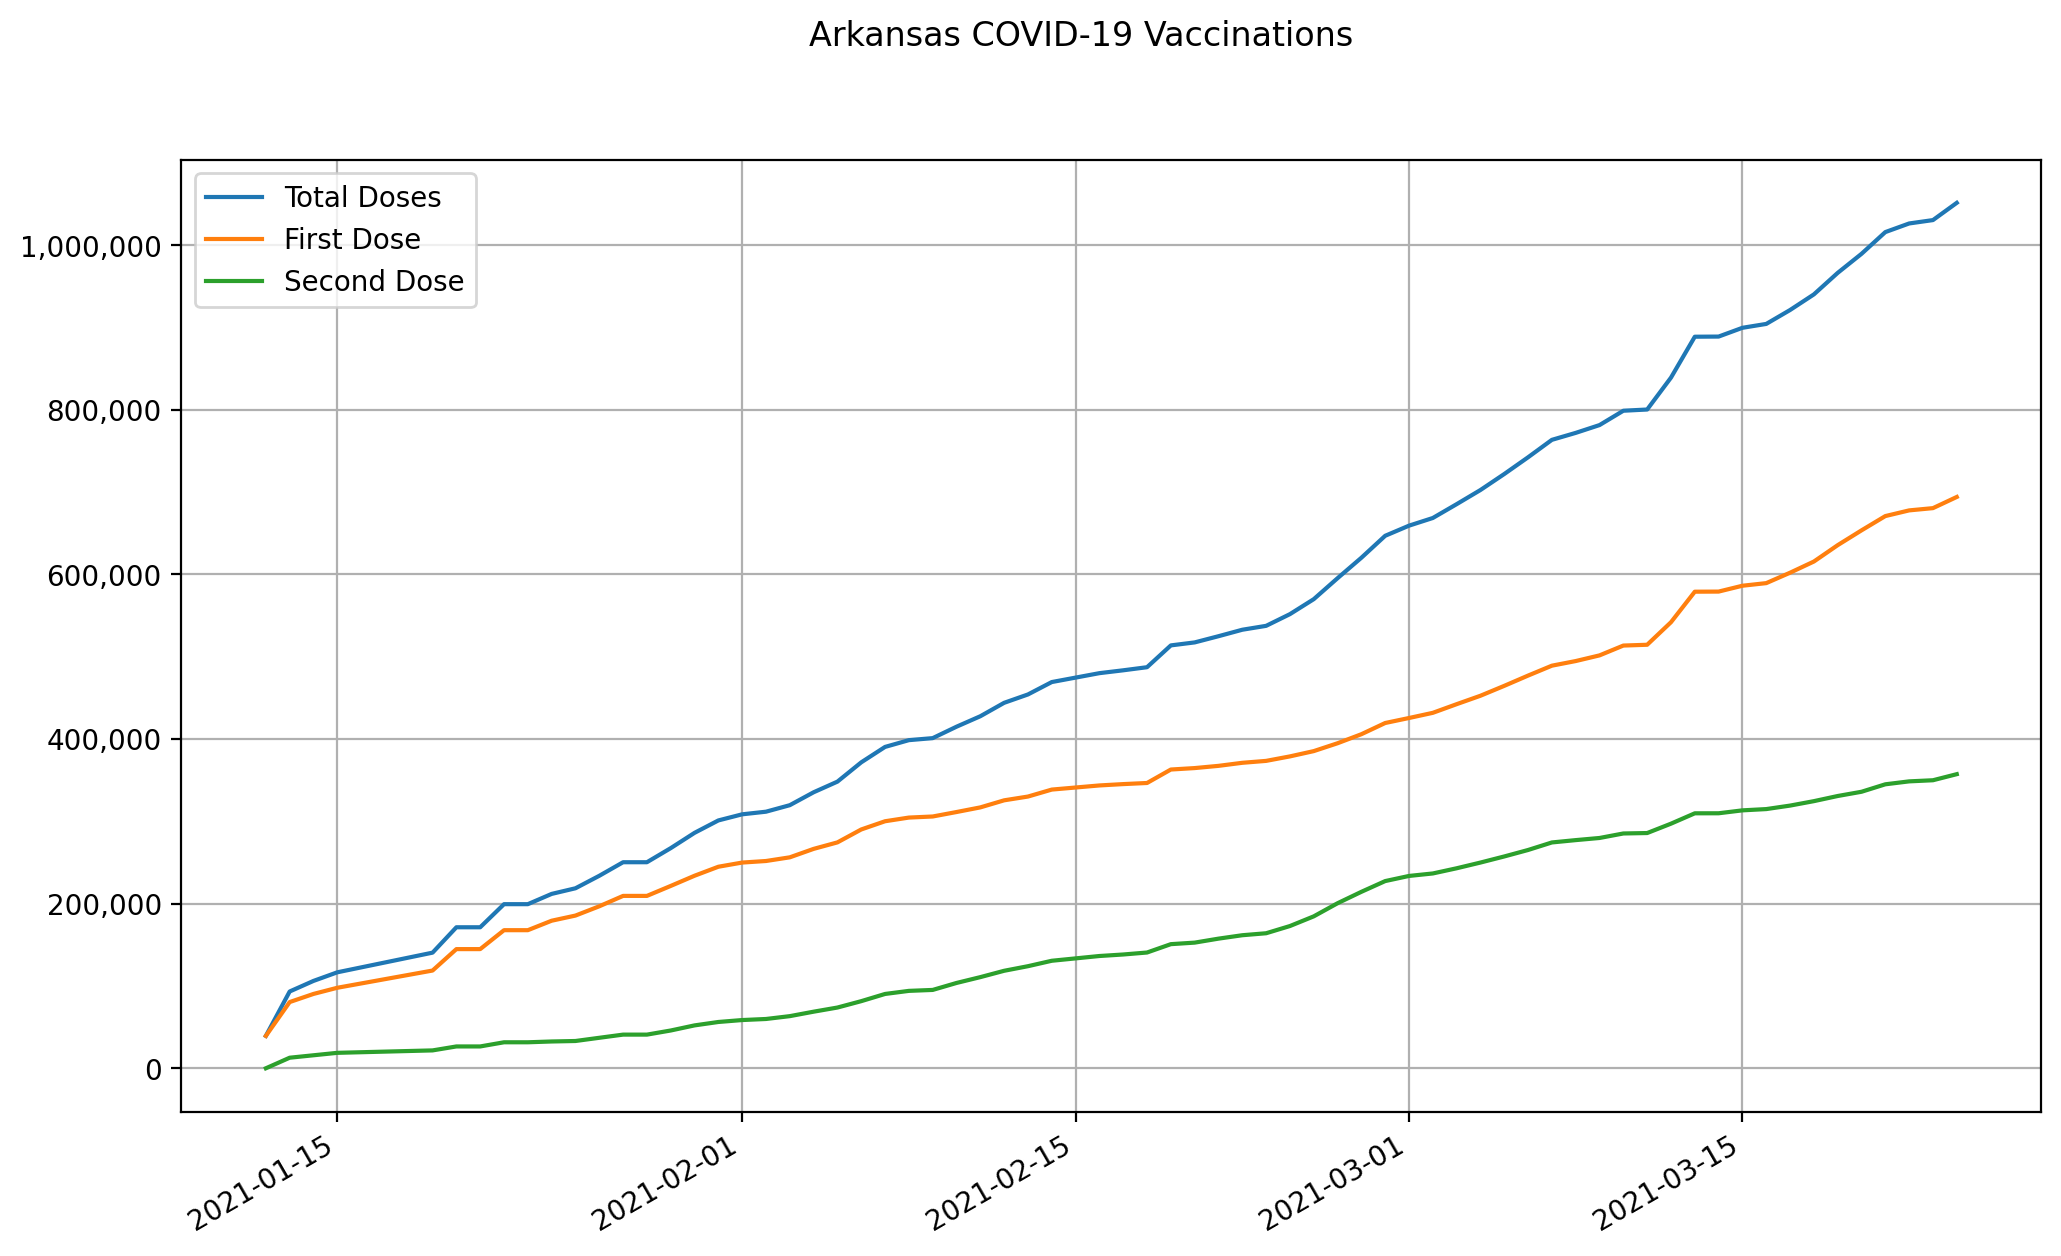 Arkansas COVID-19 Vaccinations
Total Doses
First Dose
Second Dose
1,000,000
800,000
600,000
400,000
200,000
0
2021-01-15
2021-02-01
2021-02-15
2021-03-01
2021-03-15